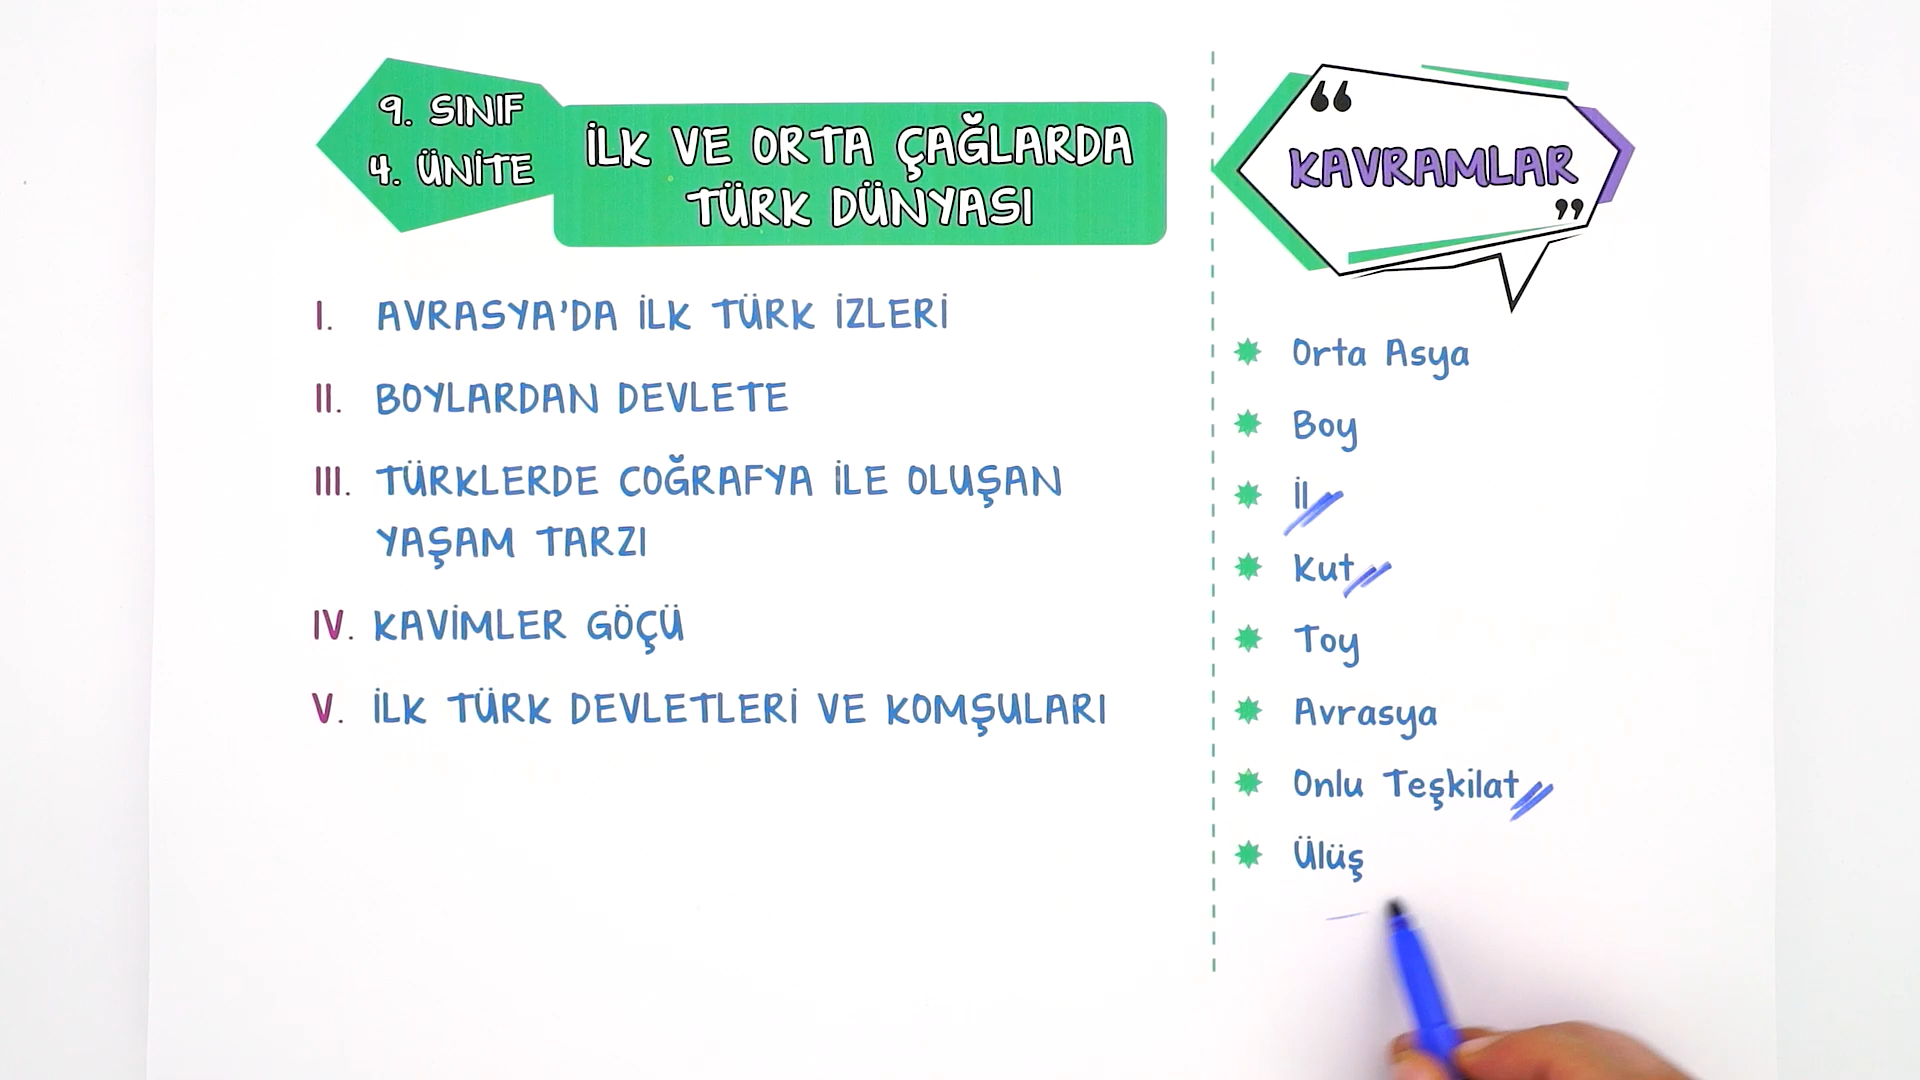 9. SINIF
4. ÜNİTE
İLK VE ORTA ÇAĞLARDA
TÜRK DÜNYASI
I. AVRASYA'DA İLK TÜRK İZLERİ
II. BOYLARDAN DEVLETE
III. TÜRKLERDE COĞRAFYA İLE OLUŞAN
YAŞAM TARZI
IV. KAVİMLER GÖÇÜ
V. İLK TÜRK DEVLETLERİ VE KOMŞULARI
“ KAVRAMLAR ”
Orta Asya
Boy
İl
Kut
Toy
Avrasya
Onlu Teşkilat
Ülüş